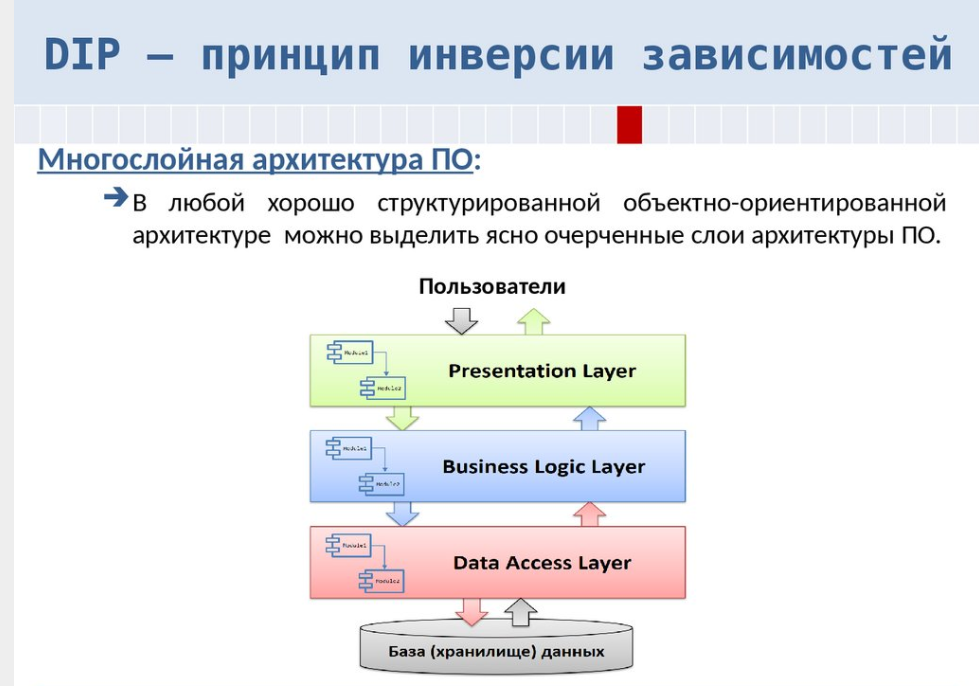 DIP – принцип инверсии зависимостей
Многослойная архитектура ПО:
В любой хорошо структурированной объектно-ориентированной
архитектуре можно выделить ясно очерченные слои архитектуры ПО.
Пользователи
Module1
Module2
Presentation Layer
Module1
Module2
Business Logic Layer
Module1
Module2
Data Access Layer
База (хранилище) данных